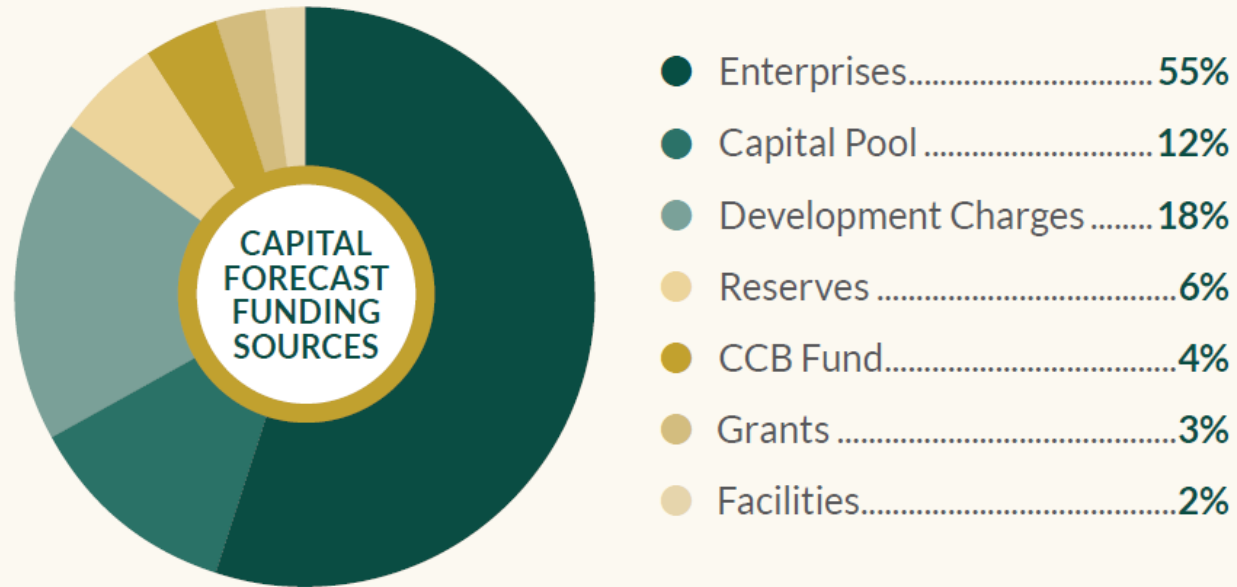 CAPITAL
FORECAST
FUNDING
SOURCES
Enterprises............................... 55%
Capital Pool ............................. 12%
Development Charges ........ 18%
Reserves ......................................6%
CCB Fund.....................................4%
Grants ...........................................3%
Facilities........................................2%